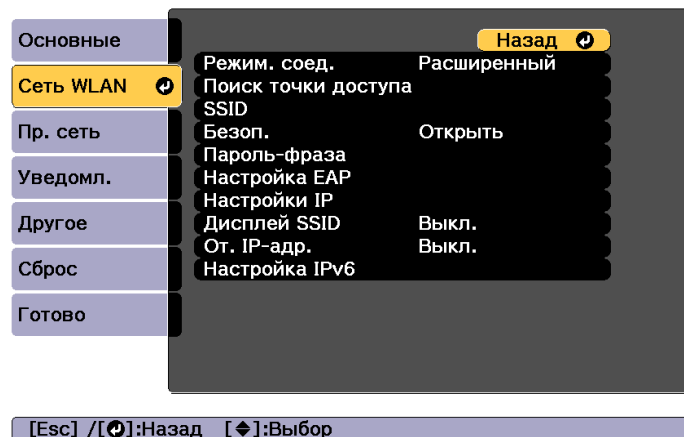 Основные
Сеть WLAN
Пр. сеть
Уведомл.
Другое
Сброс
Готово
Назад
Режим. соед. Расширенный
Поиск точки доступа
SSID
Безоп. Открыть
Пароль-фраза
Настройка EAP
Настройки IP
Дисплей SSID Выкл.
От. IP-адр. Выкл.
Настройка IPv6
[Esc] /[]:Назад []:Выбор